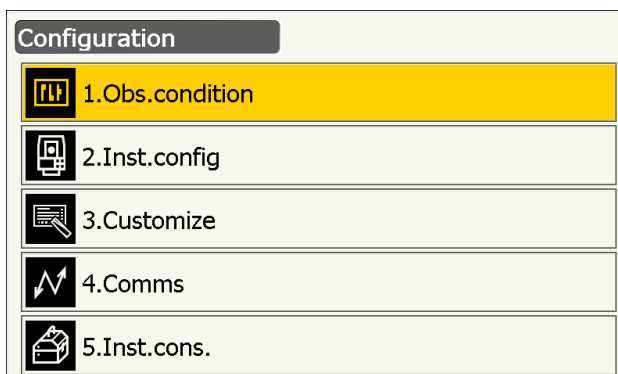 Configuration
1.Obs.condition
2.Inst.config
3.Customize
4.Comms
5.Inst.cons.